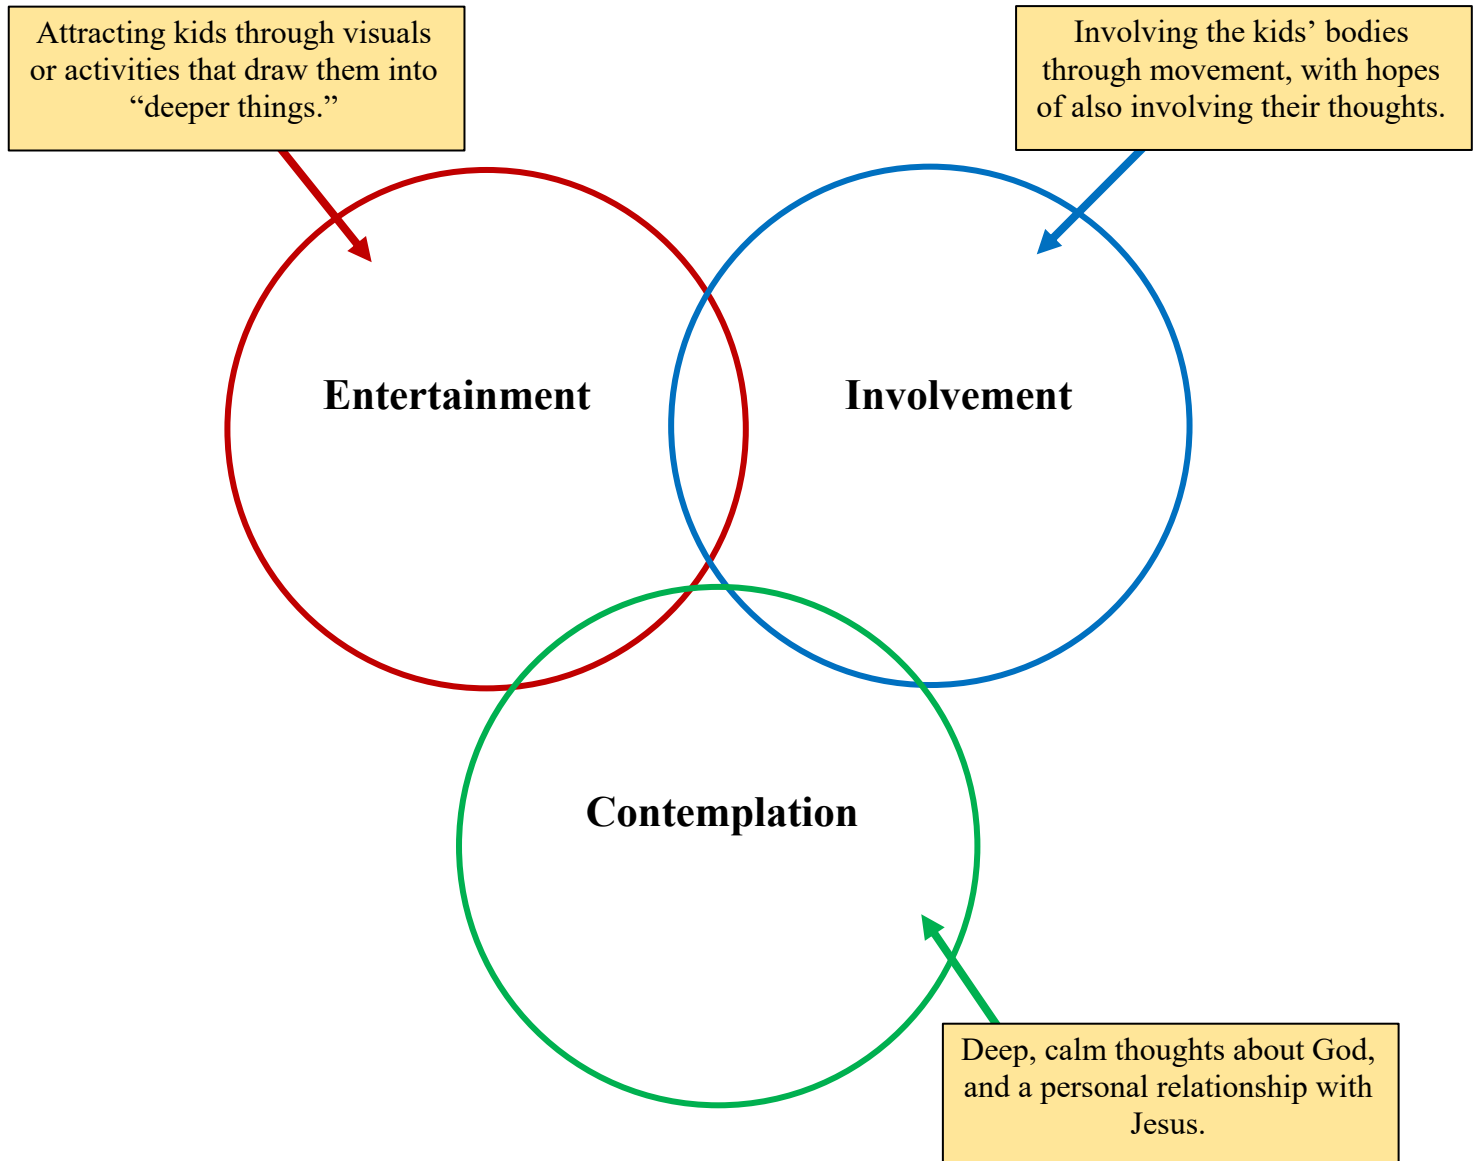 Attracting kids through visuals
or activities that draw them into
“deeper things.”
Involving the kids’ bodies
through movement, with hopes
of also involving their thoughts.
Entertainment
Involvement
Contemplation
Deep, calm thoughts about God,
and a personal relationship with
Jesus.